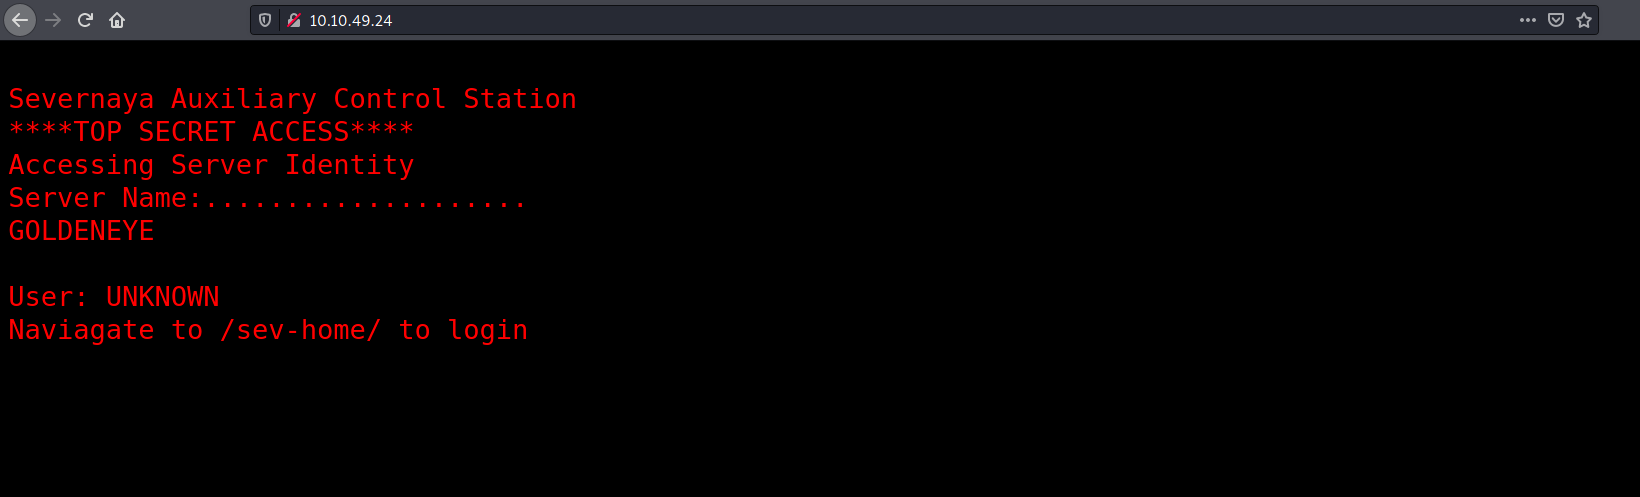 10.10.49.24
Severnaya Auxiliary Control Station
****TOP SECRET ACCESS****
Accessing Server Identity
Server Name:....................
GOLDENEYE
User: UNKNOWN
Naviagate to /sev-home/ to login